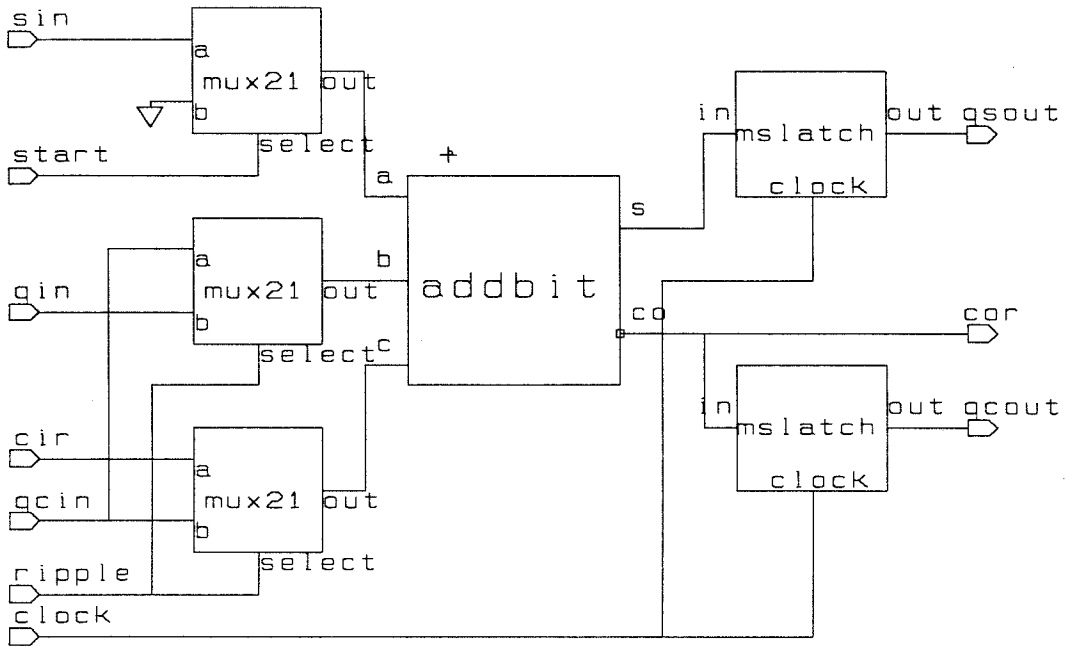 sin
a
mux21
out
b
select
start
+
a
in
mslatch
out
qsout
clock
s
a
mux21
out
b
select
qin
b
addbit
c
co
cor
in
mslatch
out
qcout
clock
cir
a
mux21
out
qcin
b
select
ripple
clock